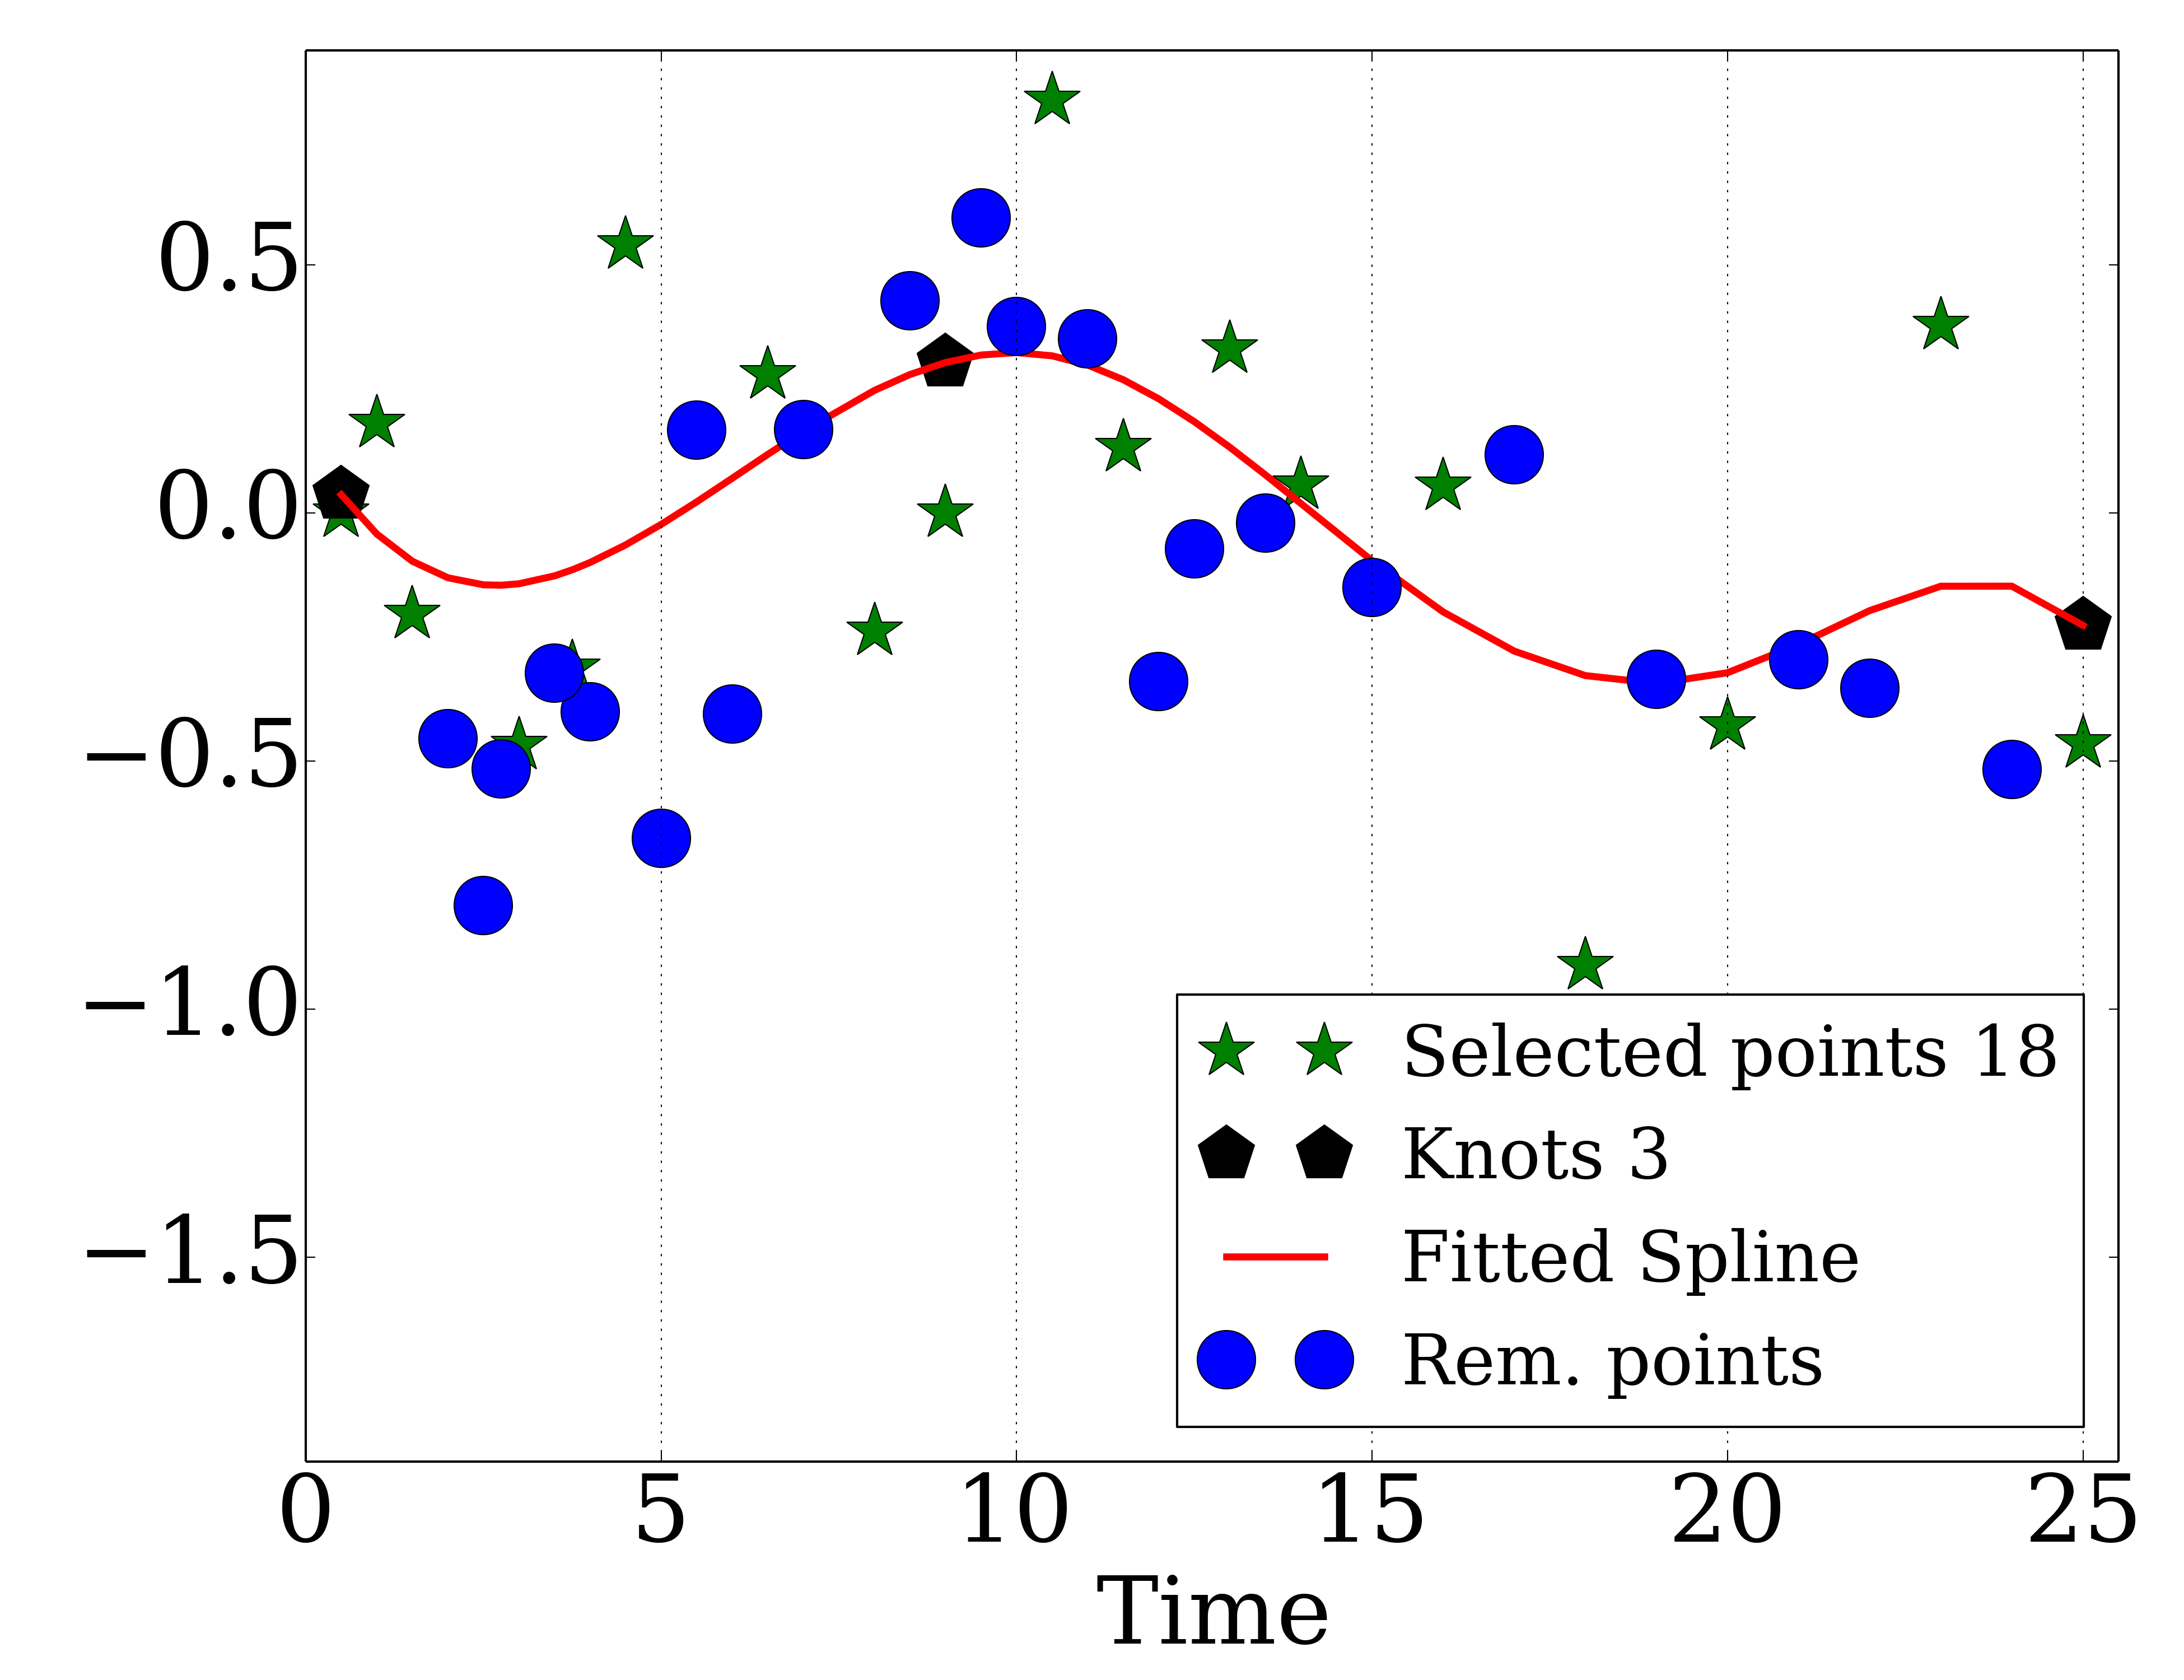 0.5
0.0
−0.5
−1.0
−1.5
Selected points 18
Knots 3
Fitted Spline
Rem. points
0 5 10 15 20 25
Time